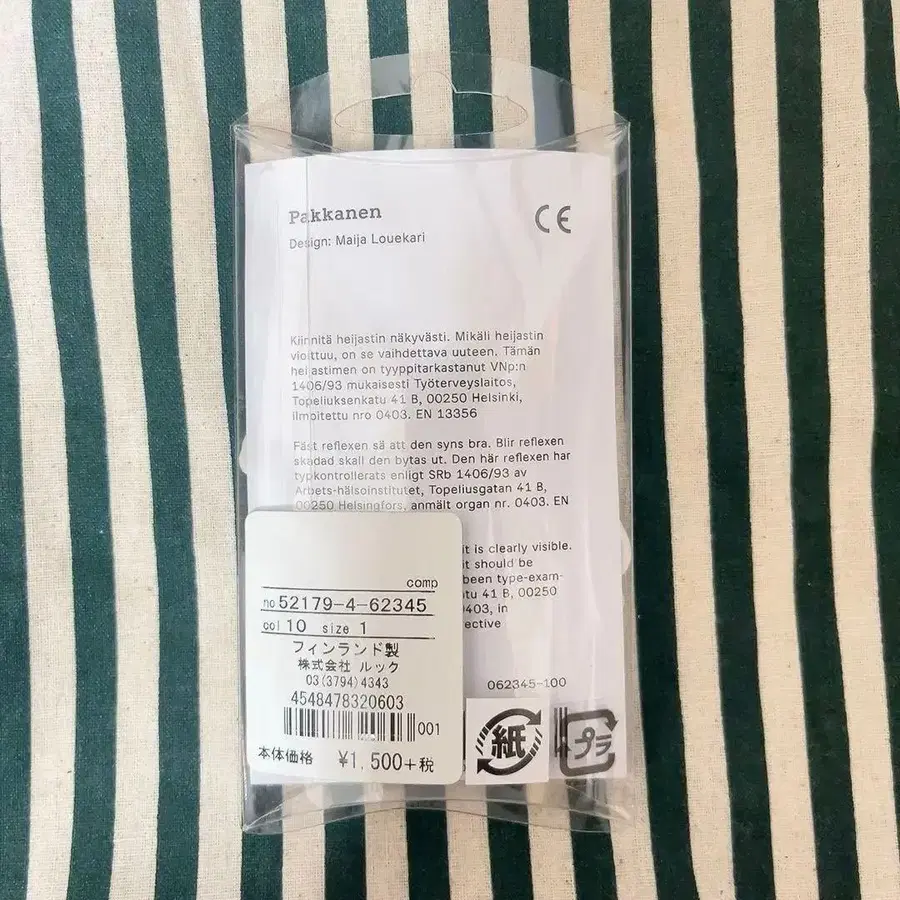 Pakkanen
CE
Design: Maija Louekari
Kiinnitä heijastin näkyvästi. Mikäli heijastin
vioittuu, on se vaihdettava uuteen. Tämän
heijastimen on tyyppitarkastanut VNp:n
1406/93 mukaisesti Työterveyslaitos,
Topeliuksenkatu 41 B, 00250 Helsinki,
ilmoitettu nro 0403. EN 13356
Fäst reflexen så att den syns bra. Blir reflexen
skadad skall den bytas ut. Den här reflexen har
typkontrollerats enligt SRb 1406/93 av
Arbets-hälsoinstitutet, Topeliusgatan 41 B,
00250 Helsingfors, anmält organ nr. 0403. EN
it is clearly visible.
it should be
been type-exam-
41 B, 00250
0403, in
062345-100
comp
no 52179-4-62345
col 10 size 1
フィンランド製
株式会社 ルック
03(3794)4343
4548478320603
001
本体価格 ¥1,500+税
紙
プラ